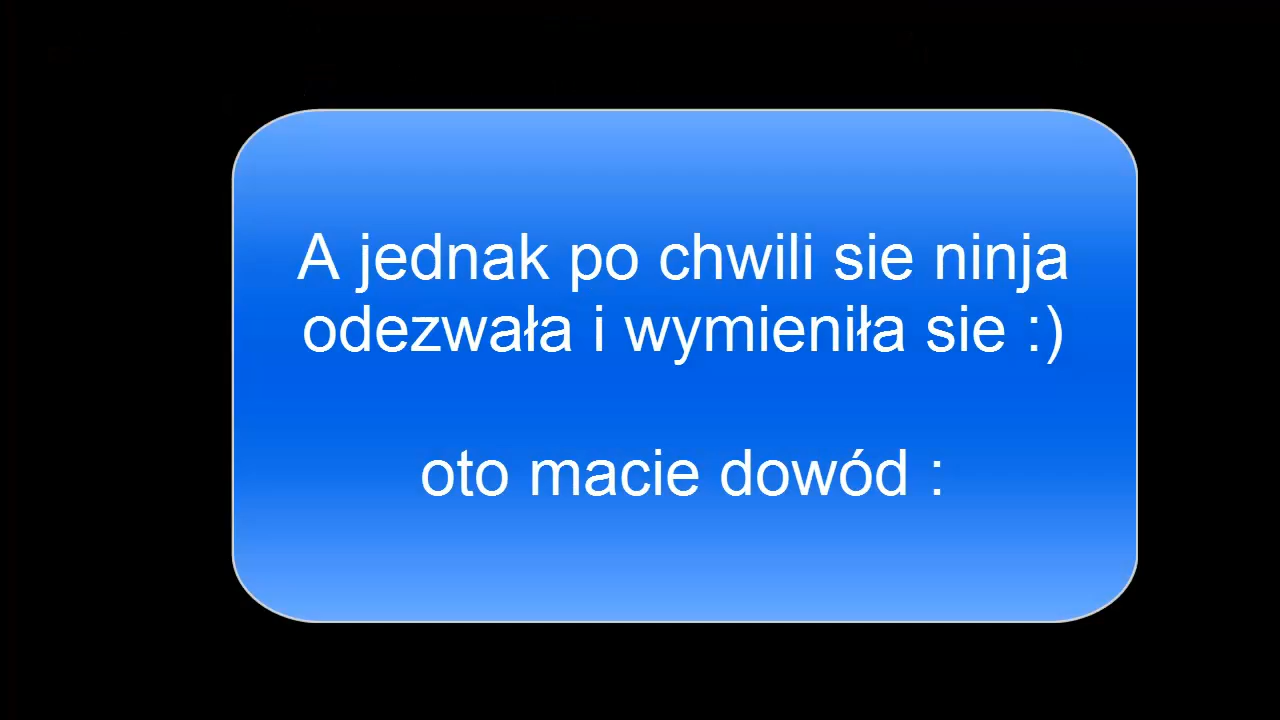 A jednak po chwili sie ninja
odezwała i wymieniła sie :)
oto macie dowód :